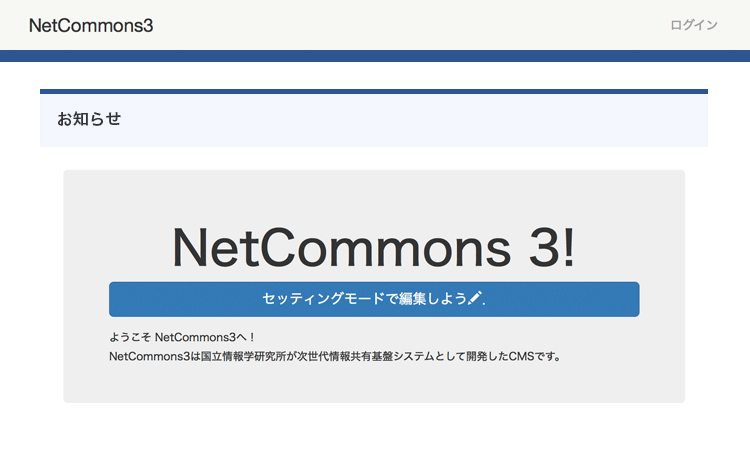 NetCommons3
ログイン
お知らせ
NetCommons 3!
セッティングモードで編集しよう.
ようこそ NetCommons3へ！
NetCommons3は国立情報学研究所が次世代情報共有基盤システムとして開発したCMSです。